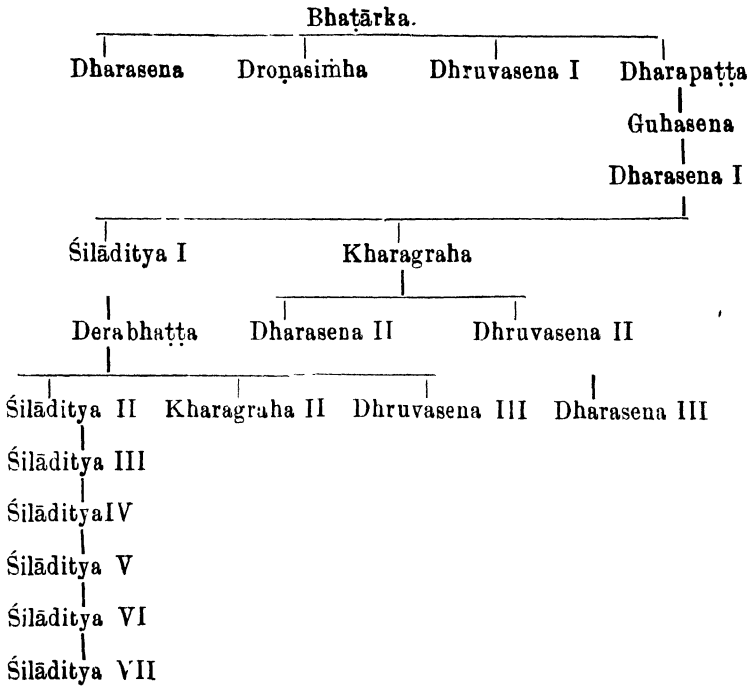 Bhaṭārka.
Dharasena Droṇasiṁha Dhruvasena I Dharapaṭṭa
Guhasena
Dharasena I
Śilāditya I Kharagraha
Derabhaṭṭa Dharasena II Dhruvasena II
Śilāditya II Kharagraha II Dhruvasena III Dharasena III
Śilāditya III
ŚilādityaIV
Śilāditya V
Śilāditya VI
Śilāditya VII